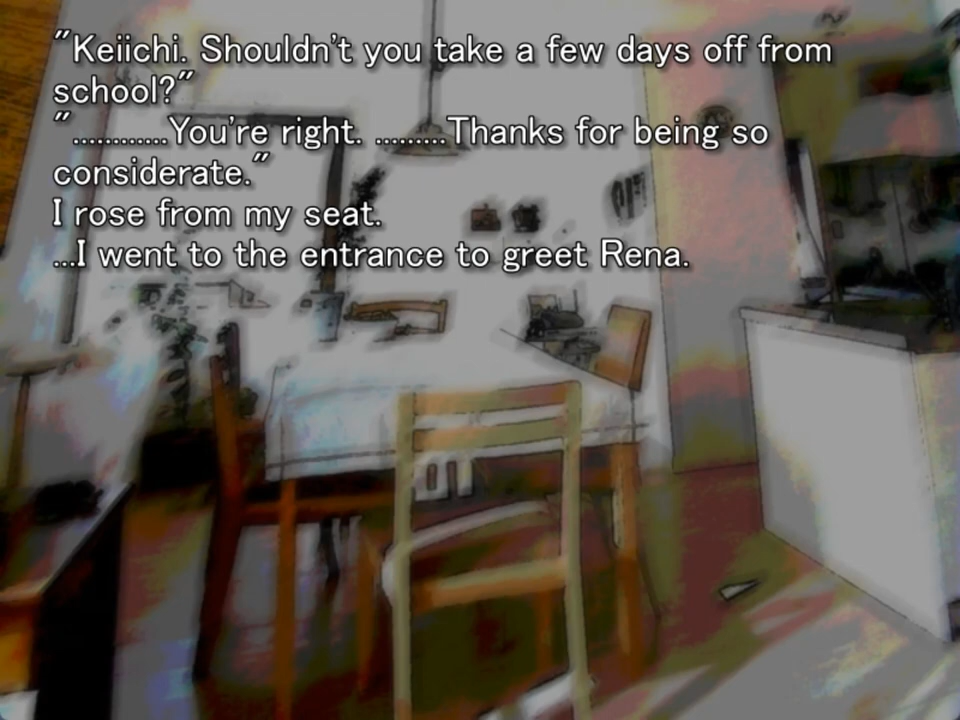 "Keiichi. Shouldn't you take a few days off from
school?"
"............You're right. .........Thanks for being so
considerate."
I rose from my seat.
...I went to the entrance to greet Rena.